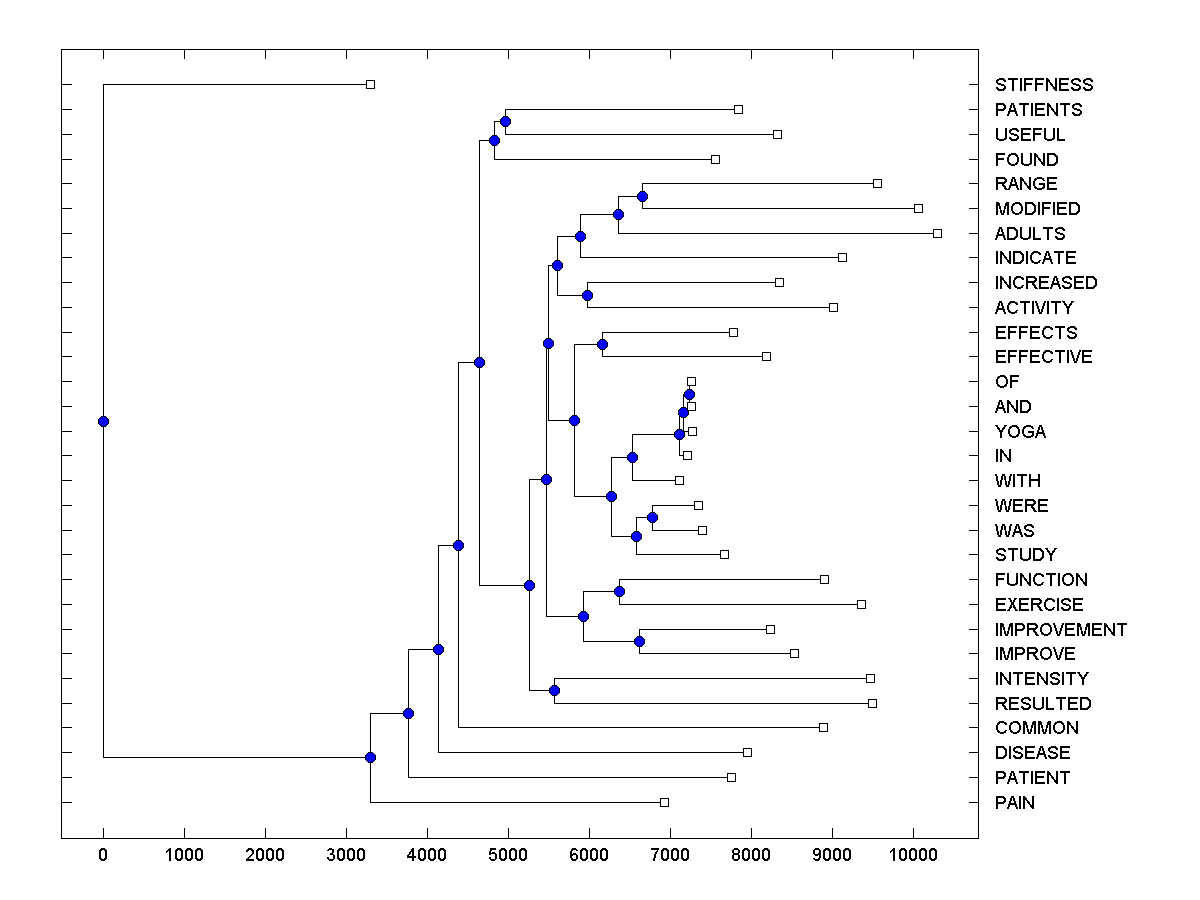 STIFFNESS
PATIENTS
USEFUL
FOUND
RANGE
MODIFIED
ADULTS
INDICATE
INCREASED
ACTIVITY
EFFECTS
EFFECTIVE
OF
AND
YOGA
IN
WITH
WERE
WAS
STUDY
FUNCTION
EXERCISE
IMPROVEMENT
IMPROVE
INTENSITY
RESULTED
COMMON
DISEASE
PATIENT
PAIN
0 1000 2000 3000 4000 5000 6000 7000 8000 9000 10000